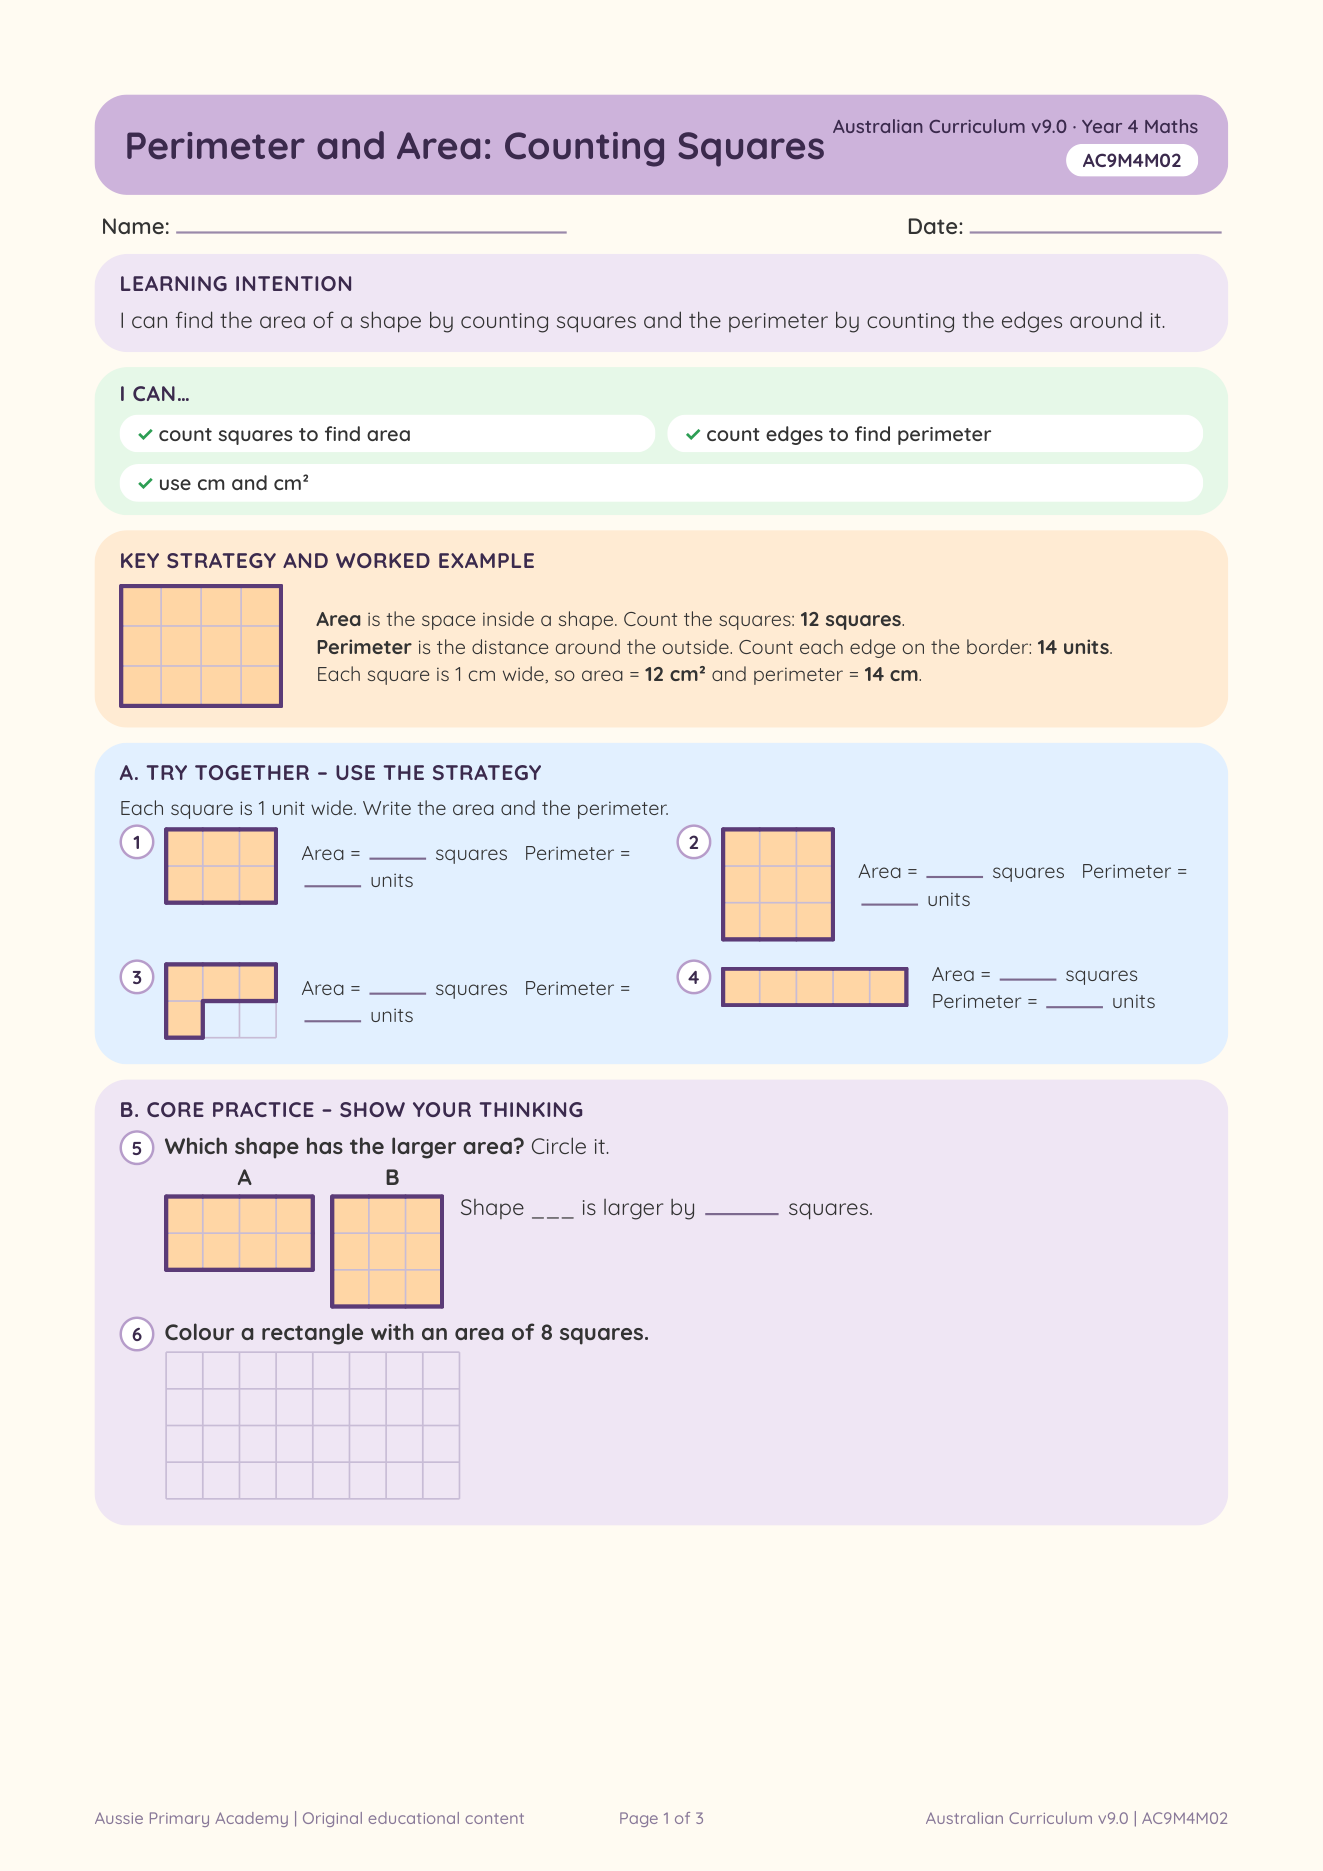 Perimeter and Area: Counting Squares
Australian Curriculum v9.0 · Year 4 Maths
AC9M4M02
Name: Date:
LEARNING INTENTION
I can find the area of a shape by counting squares and the perimeter by counting the edges around it.
I CAN…
✓ count squares to find area
✓ count edges to find perimeter
✓ use cm and cm²
KEY STRATEGY AND WORKED EXAMPLE
Area is the space inside a shape. Count the squares: 12 squares.
Perimeter is the distance around the outside. Count each edge on the border: 14 units.
Each square is 1 cm wide, so area = 12 cm² and perimeter = 14 cm.
A. TRY TOGETHER – USE THE STRATEGY
Each square is 1 unit wide. Write the area and the perimeter.
1
Area = _____ squares Perimeter =
_____ units
2
Area = _____ squares Perimeter =
_____ units
3
Area = _____ squares Perimeter =
_____ units
4
Area = _____ squares
Perimeter = _____ units
B. CORE PRACTICE – SHOW YOUR THINKING
5 Which shape has the larger area? Circle it.
A B
Shape ___ is larger by _____ squares.
6 Colour a rectangle with an area of 8 squares.
Aussie Primary Academy | Original educational content Page 1 of 3 Australian Curriculum v9.0 | AC9M4M02